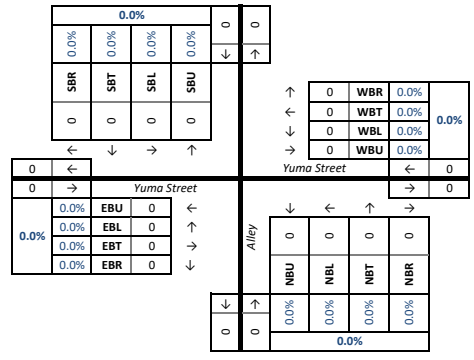 0.0%
0.0% 0.0% 0.0% 0.0% 0 0
↓ ↑
SBR SBT SBL SBU
0 0 0 0
← ↓ → ↑
↑ 0 WBR 0.0%
← 0 WBT 0.0%
↓ 0 WBL 0.0%
→ 0 WBU 0.0%
0.0%
0 ← Yuma Street ← 0
0 → Yuma Street → 0
0.0%
0.0% EBU 0 ←
0.0% EBL 0 ↑
0.0% EBT 0 →
0.0% EBR 0 ↓
Alley
↓ ← ↑ →
0 0 0 0
NBU NBL NBT NBR
↓ ↑
0 0 0.0% 0.0% 0.0% 0.0%
0.0%